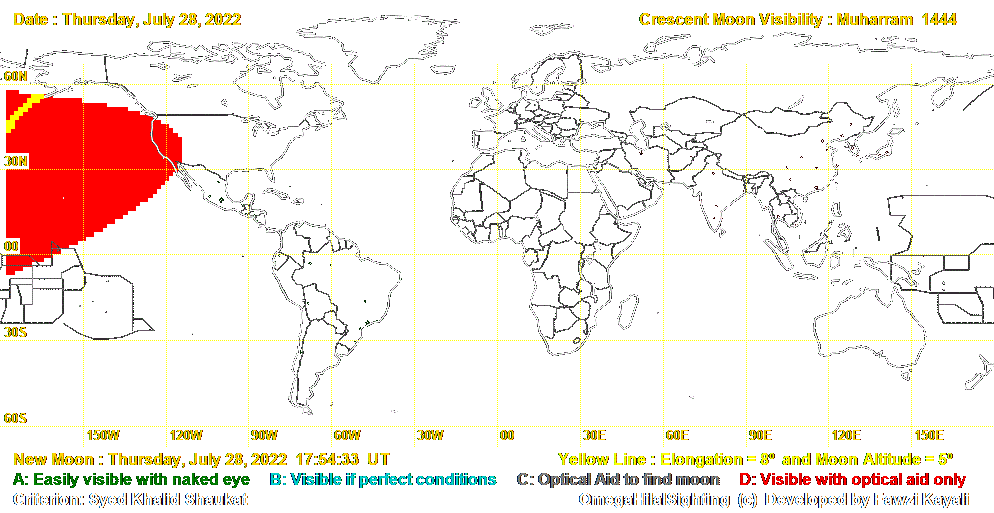 Date : Thursday, July 28, 2022
Crescent Moon Visibility : Muharram 1444
60N
30N
00
30S
60S
150W 120W 90W 60W 30W 00 30E 60E 90E 120E 150E
New Moon : Thursday, July 28, 2022 17:54:33 UT
Yellow Line : Elongation = 8º and Moon Altitude = 5º
A: Easily visible with naked eye B: Visible if perfect conditions C: Optical Aid to find moon D: Visible with optical aid only
Criterion: Syed Khalid Shaukat
OmegaHilalSighting (c) Developed by Fawzi Kayali